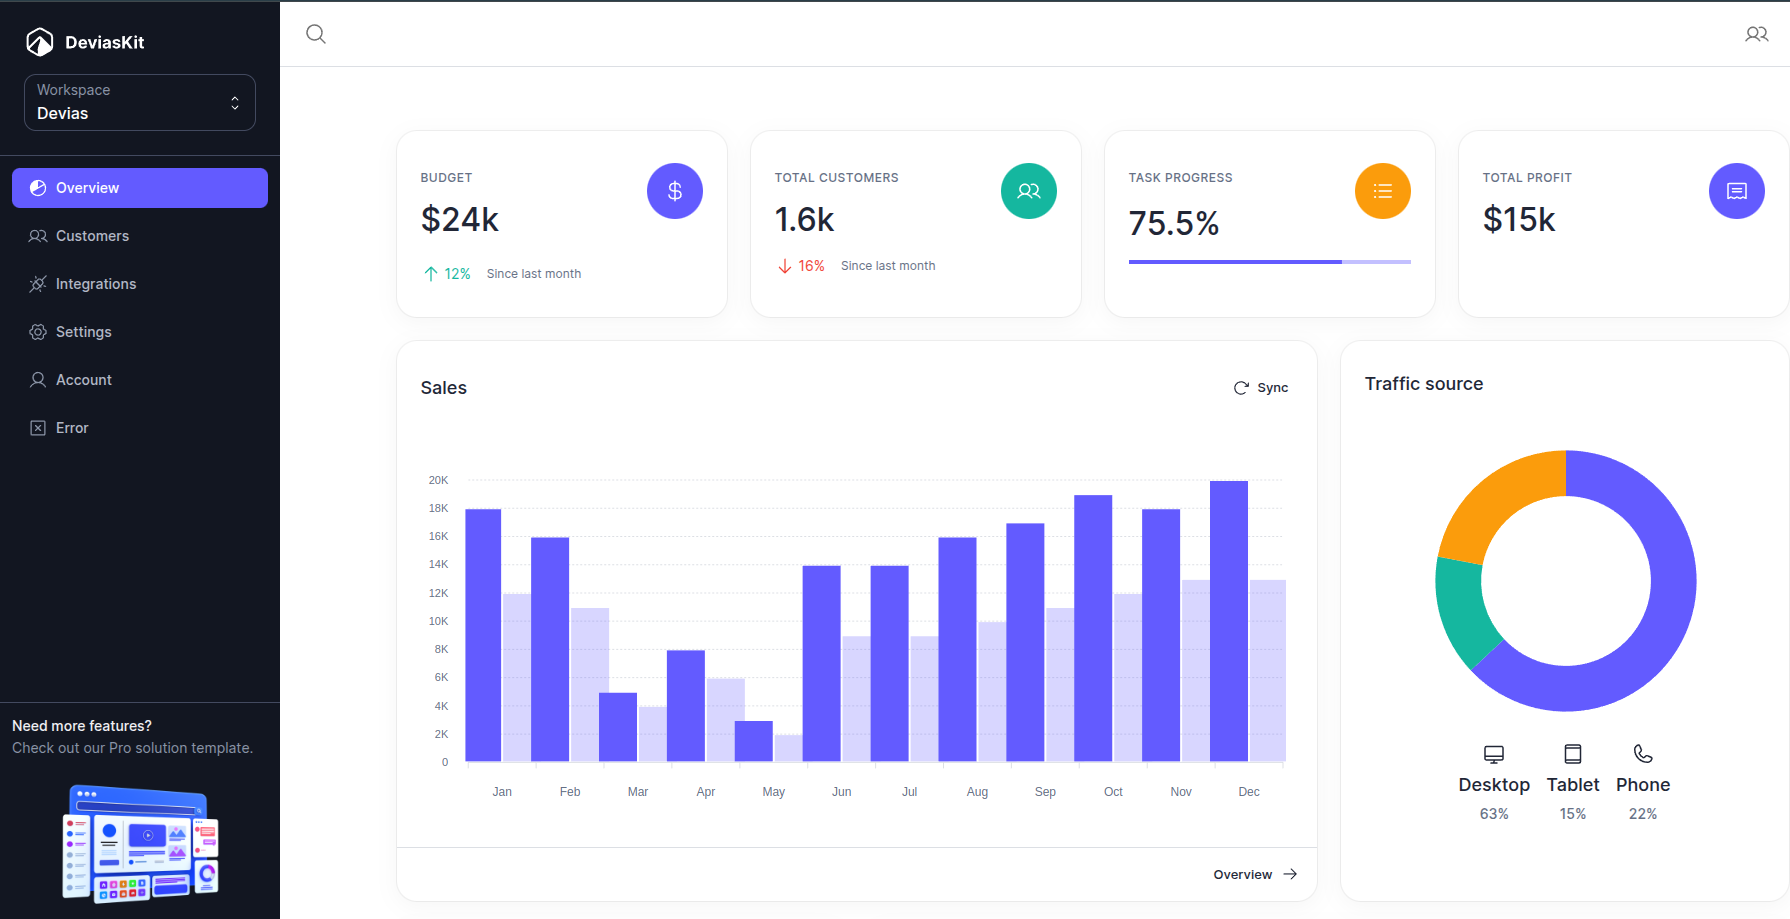 DeviasKit
Workspace
Devias
Overview
Customers
Integrations
Settings
Account
Error
Need more features?
Check out our Pro solution template.
BUDGET
$24k
12% Since last month
TOTAL CUSTOMERS
1.6k
16% Since last month
TASK PROGRESS
75.5%
TOTAL PROFIT
$15k
Sales
Sync
20K
18K
16K
14K
12K
10K
8K
6K
4K
2K
0
Jan Feb Mar Apr May Jun Jul Aug Sep Oct Nov Dec
Overview
Traffic source
Desktop Tablet Phone
63% 15% 22%